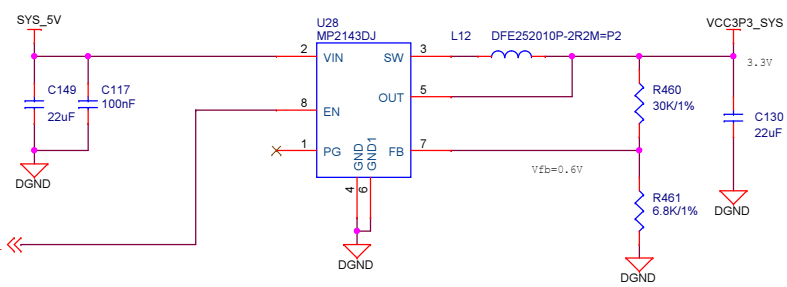 SYS_5V
U28
MP2143DJ
L12
DFE252010P-2R2M=P2
VCC3P3_SYS
2
VIN
SW
3
3.3V
C149
22uF
C117
100nF
OUT
5
R460
30K/1%
8
EN
C130
22uF
1
PG
GND
GND1
FB
7
4
6
Vfb=0.6V
DGND
R461
6.8K/1%
DGND
DGND
DGND